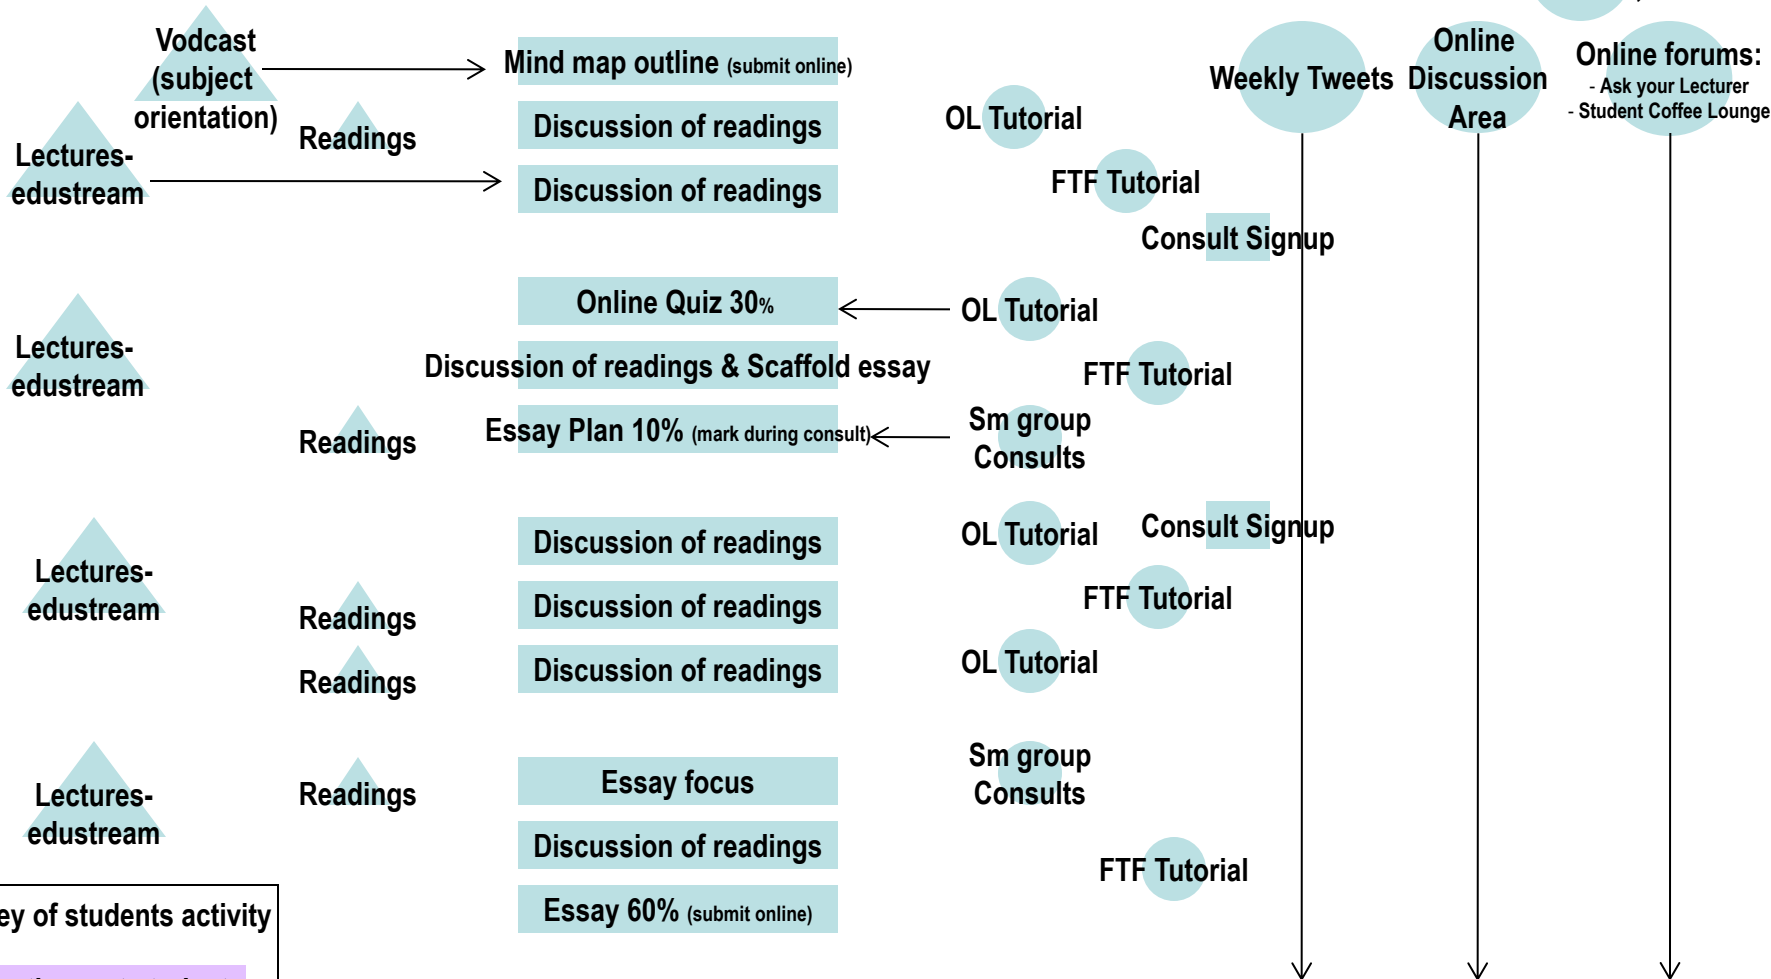 Vodcast
(subject
orientation)
Mind map outline (submit online)
Weekly Tweets
Online
Discussion
Area
Online forums:
- Ask your Lecturer
- Student Coffee Lounge
Lectures-
edustream
Readings
Discussion of readings
OL Tutorial
Discussion of readings
FTF Tutorial
Consult Signup
Lectures-
edustream
Online Quiz 30%
OL Tutorial
Discussion of readings & Scaffold essay
FTF Tutorial
Readings
Essay Plan 10% (mark during consult)
Sm group
Consults
Lectures-
edustream
Discussion of readings
OL Tutorial
Consult Signup
Readings
Discussion of readings
FTF Tutorial
Readings
Discussion of readings
OL Tutorial
Lectures-
edustream
Readings
Essay focus
Sm group
Consults
Discussion of readings
FTF Tutorial
Essay 60% (submit online)
ey of students activity